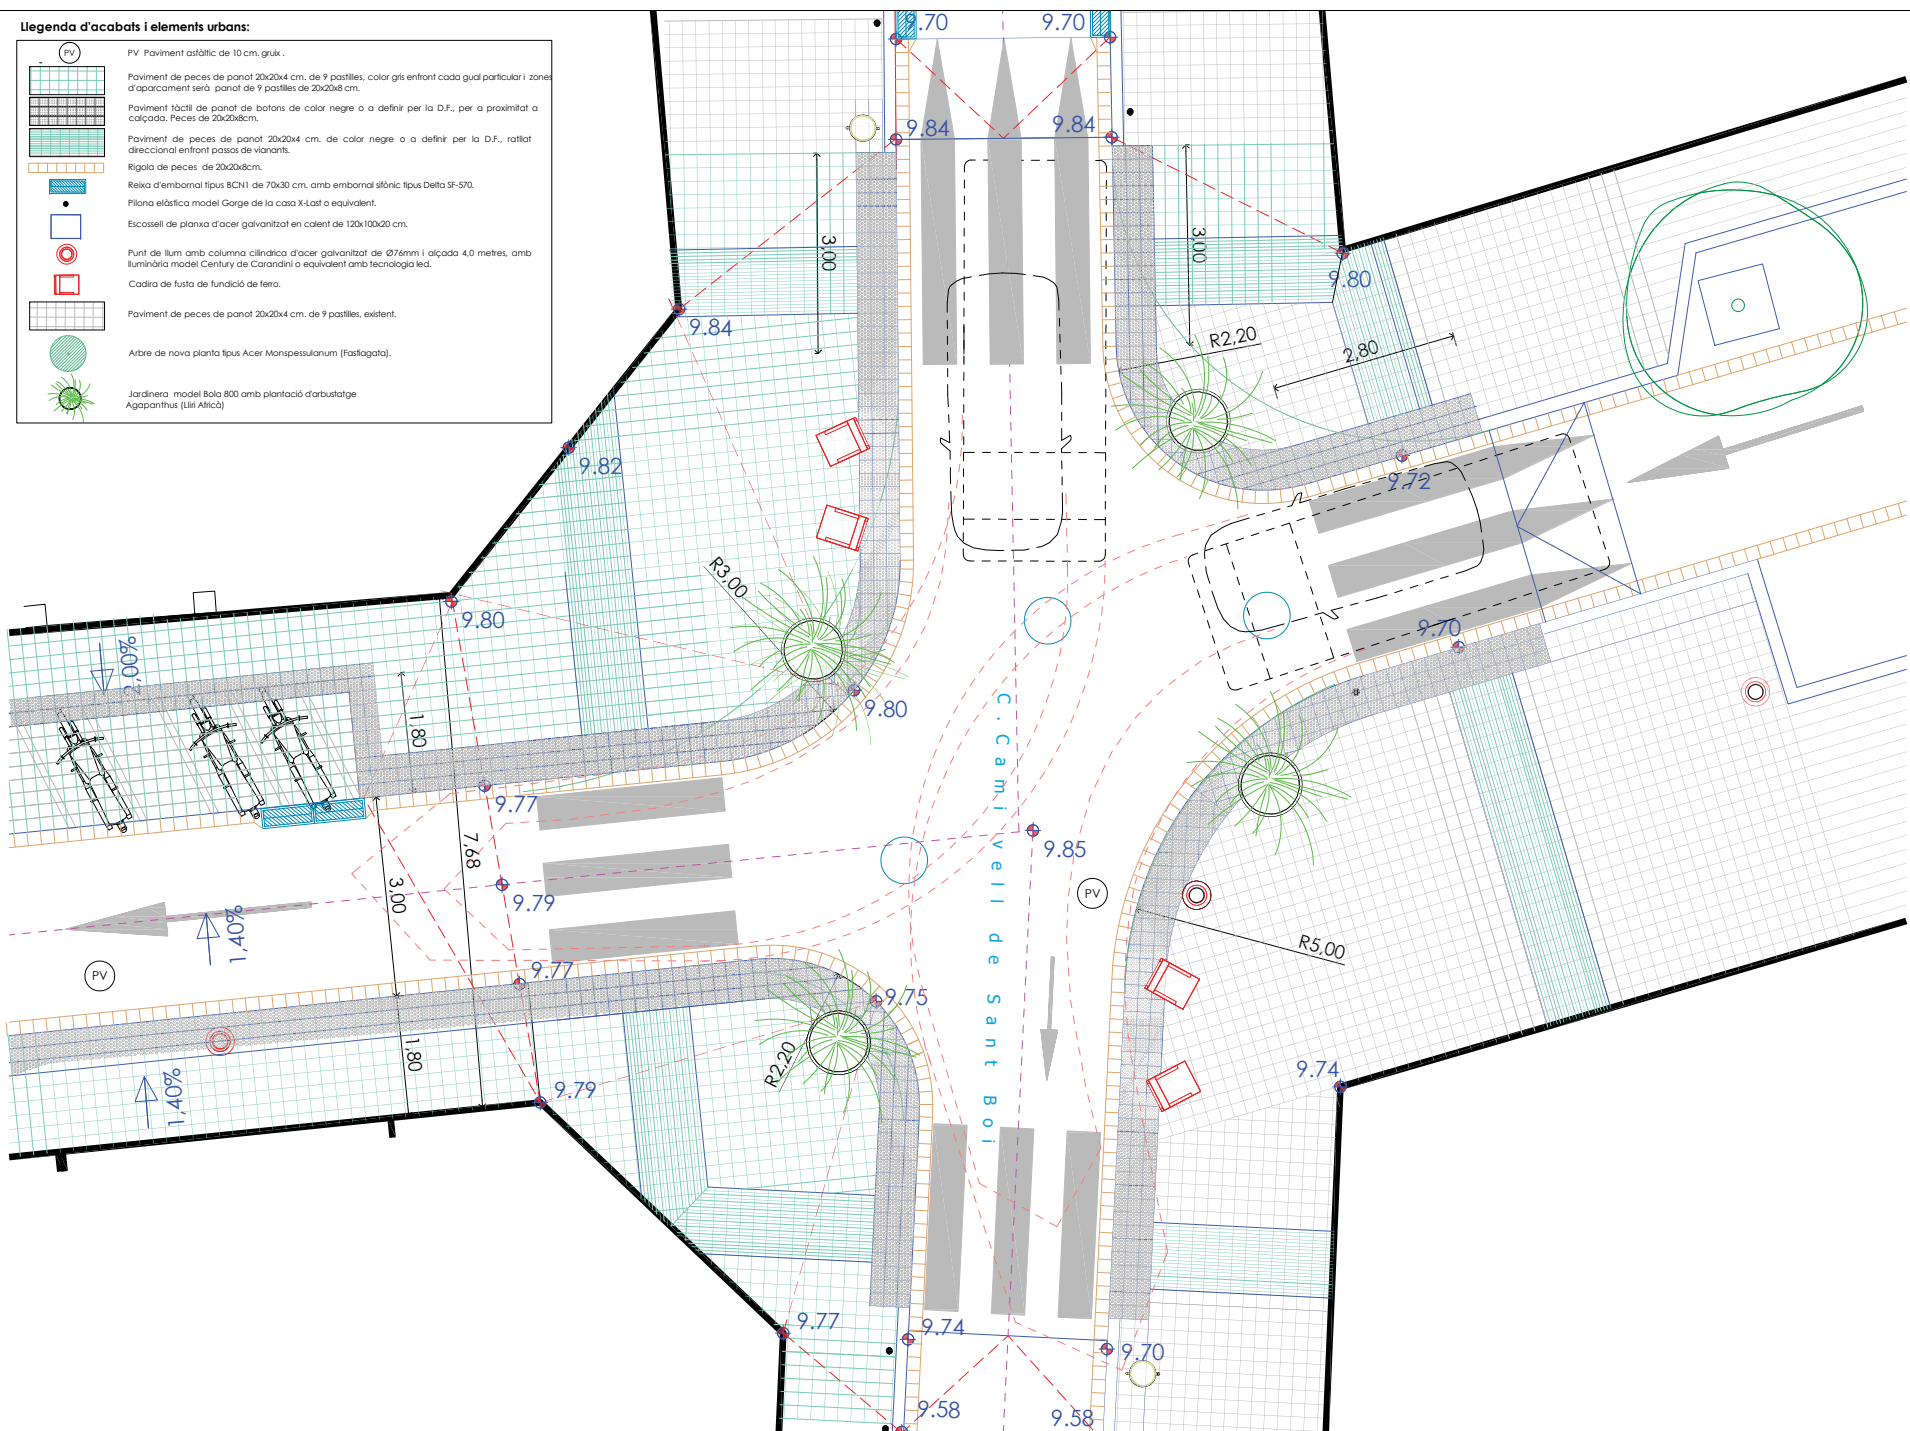 Llegenda d'acabats i elements urbans:
PV
PV Paviment asfàltic de 10 cm. gruix .
Paviment de peces de panot 20x20x4 cm. de 9 pastilles, color gris enfront cada gual particular i zones
d'aparcament serà panot de 9 pastilles de 20x20x8 cm.
Paviment tàctil de panot de botons de color negre o a definir per la D.F., per a proximitat a
calçada. Peces de 20x20x8cm.
Paviment de peces de panot 20x20x4 cm. de color negre o a definir per la D.F., ratllat
direccional enfront passos de vianants.
Rigola de peces de 20x20x8cm.
Reixa d'embornal tipus BCN1 de 70x30 cm. amb embornal sifònic tipus Delta SF-570.
Pilona elàstica model Gorge de la casa X-Last o equivalent.
Escossell de planxa d'acer galvanitzat en calent de 120x100x20 cm.
Punt de llum amb columna cilíndrica d'acer galvanitzat de Ø76mm i alçada 4,0 metres, amb
lluminària model Century de Carandini o equivalent amb tecnologia led.
Cadira de fusta de fundició de ferro.
Paviment de peces de panot 20x20x4 cm. de 9 pastilles, existent.
Arbre de nova planta tipus Acer Monspessulanum (Fastiagata).
Jardinera model Bola 800 amb plantació d'arbustatge
Agapanthus (Lliri Africà)
9.70
9.70
9.84
9.84
3,00
3,00
9.80
9.84
R2,20
2,80
9.82
9.72
R3,00
9.80
9.70
2,00%
9.80
1,80
9.77
7,68
9.85
C. Camí vell de Sant Boi
PV
3,00
9.79
1,40%
R5,00
PV
9.77
9.75
1,80
R2,20
9.74
1,40%
9.79
9.77
9.74
9.70
9.58
9.58